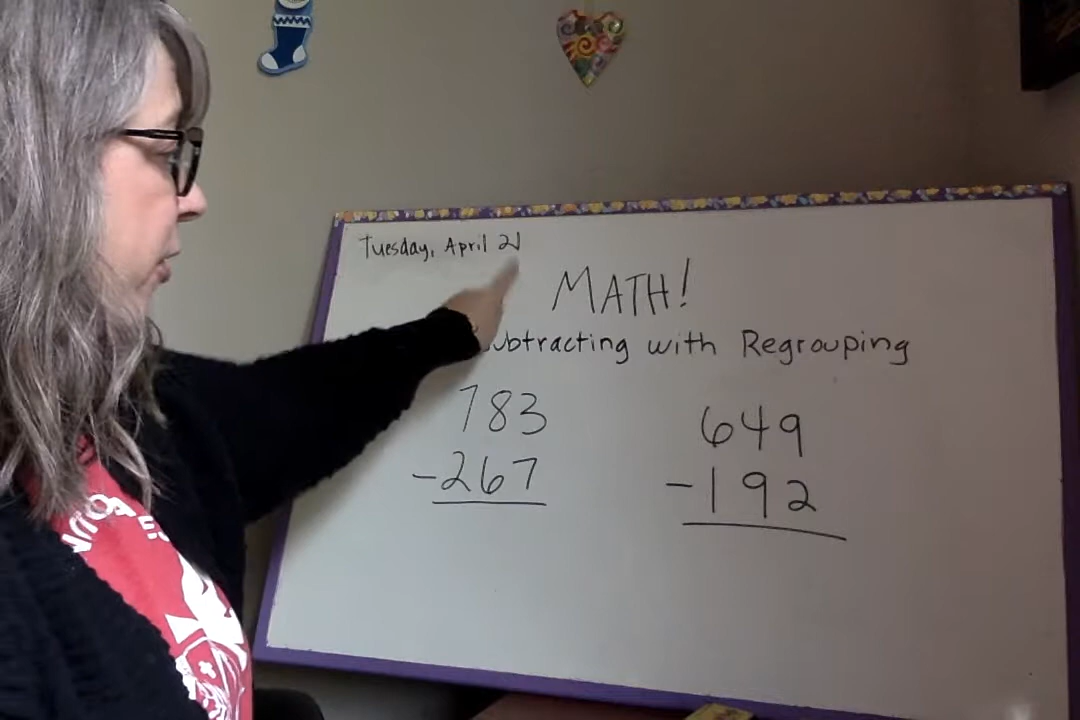 Tuesday, April 21
MATH!
ubtracting with Regrouping
783
-267
649
-192